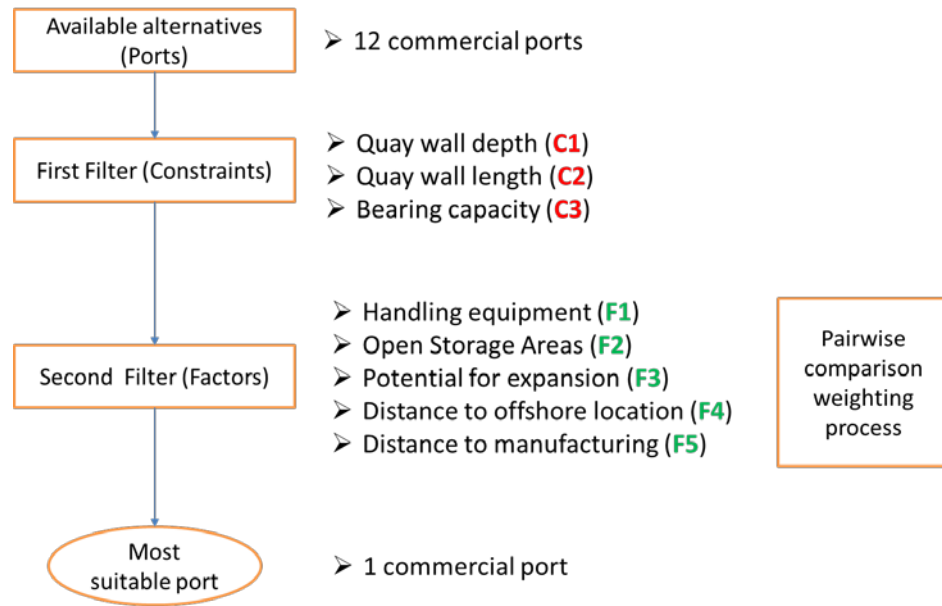 Available alternatives
(Ports)
➢ 12 commercial ports
First Filter (Constraints)
➢ Quay wall depth (C1)
➢ Quay wall length (C2)
➢ Bearing capacity (C3)
Second Filter (Factors)
➢ Handling equipment (F1)
➢ Open Storage Areas (F2)
➢ Potential for expansion (F3)
➢ Distance to offshore location (F4)
➢ Distance to manufacturing (F5)
Pairwise
comparison
weighting
process
Most
suitable port
➢ 1 commercial port